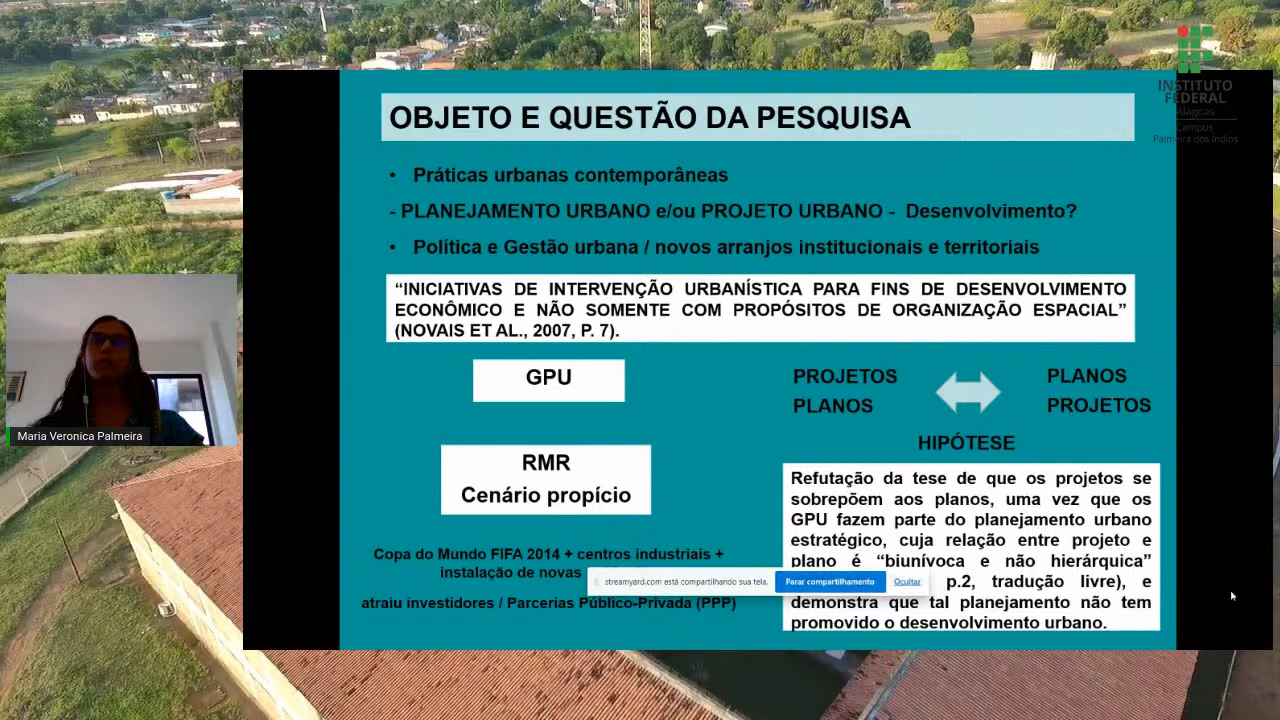 INSTITUTO
FEDERAL
Alagoas
Campus
Palmeira dos Índios
OBJETO E QUESTÃO DA PESQUISA
• Práticas urbanas contemporâneas
- PLANEJAMENTO URBANO e/ou PROJETO URBANO - Desenvolvimento?
• Política e Gestão urbana / novos arranjos institucionais e territoriais
“INICIATIVAS DE INTERVENÇÃO URBANÍSTICA PARA FINS DE DESENVOLVIMENTO
ECONÔMICO E NÃO SOMENTE COM PROPÓSITOS DE ORGANIZAÇÃO ESPACIAL”
(NOVAIS ET AL., 2007, P. 7).
GPU
RMR
Cenário propício
Copa do Mundo FIFA 2014 + centros industriais +
instalação de novas
atraiu investidores / Parcerias Público-Privada (PPP)
PROJETOS
PLANOS
PLANOS
PROJETOS
HIPÓTESE
Refutação da tese de que os projetos se
sobrepõem aos planos, uma vez que os
GPU fazem parte do planejamento urbano
estratégico, cuja relação entre projeto e
plano é “biunívoca e não hierárquica”
p.2, tradução livre), e
demonstra que tal planejamento não tem
promovido o desenvolvimento urbano.
streamyard.com está compartilhando sua tela.
Parar compartilhamento
Ocultar
Maria Veronica Palmeira